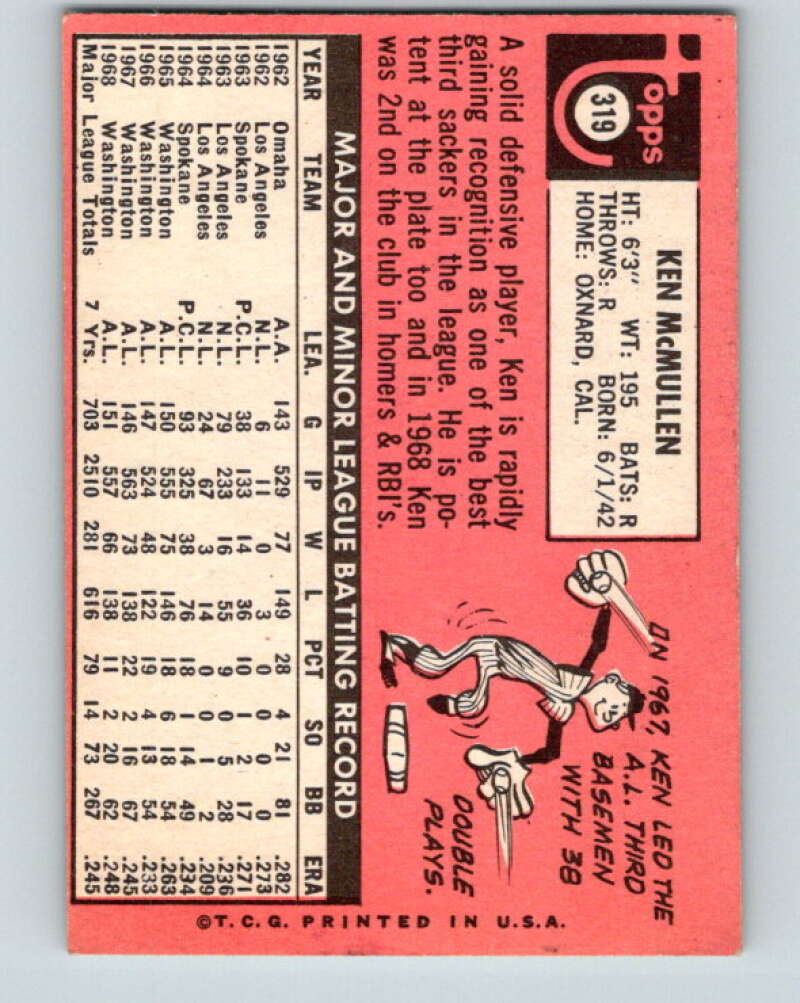 Topps
319
KEN McMULLEN
HT: 6'3" WT: 195 BATS: R
THROWS: R BORN: 6/1/42
HOME: OXNARD, CAL.
A solid defensive player, Ken is rapidly
gaining recognition as one of the best
third sackers in the league. He is po-
tent at the plate too and in 1968 Ken
was 2nd on the club in homers & RBI's.
ON 1967, KEN LED THE
A.L. THIRD
BASEMEN
WITH 38
DOUBLE
PLAYS.
MAJOR AND MINOR LEAGUE BATTING RECORD
YEAR TEAM LEA. G IP W L PCT SO BB ERA
1962 Omaha A.A. 143 529 77 149 28 4 21 81 .282
1962 Los Angeles N.L. 6 11 0 3 0 0 0 0 .273
1963 Spokane P.C.L. 38 133 14 36 10 1 2 17 .271
1963 Los Angeles N.L. 79 233 16 55 9 0 5 28 .236
1964 Los Angeles N.L. 24 67 3 14 0 0 1 2 .209
1964 Spokane P.C.L. 93 325 38 76 18 1 14 49 .234
1965 Washington A.L. 150 555 75 146 18 6 18 54 .263
1966 Washington A.L. 147 524 48 122 19 4 13 54 .233
1967 Washington A.L. 146 563 73 138 22 2 16 67 .245
1968 Washington A.L. 151 557 66 138 11 2 20 62 .248
Major League Totals 7 Yrs. 703 2510 281 616 79 14 73 267 .245
©T.C.G. PRINTED IN U.S.A.